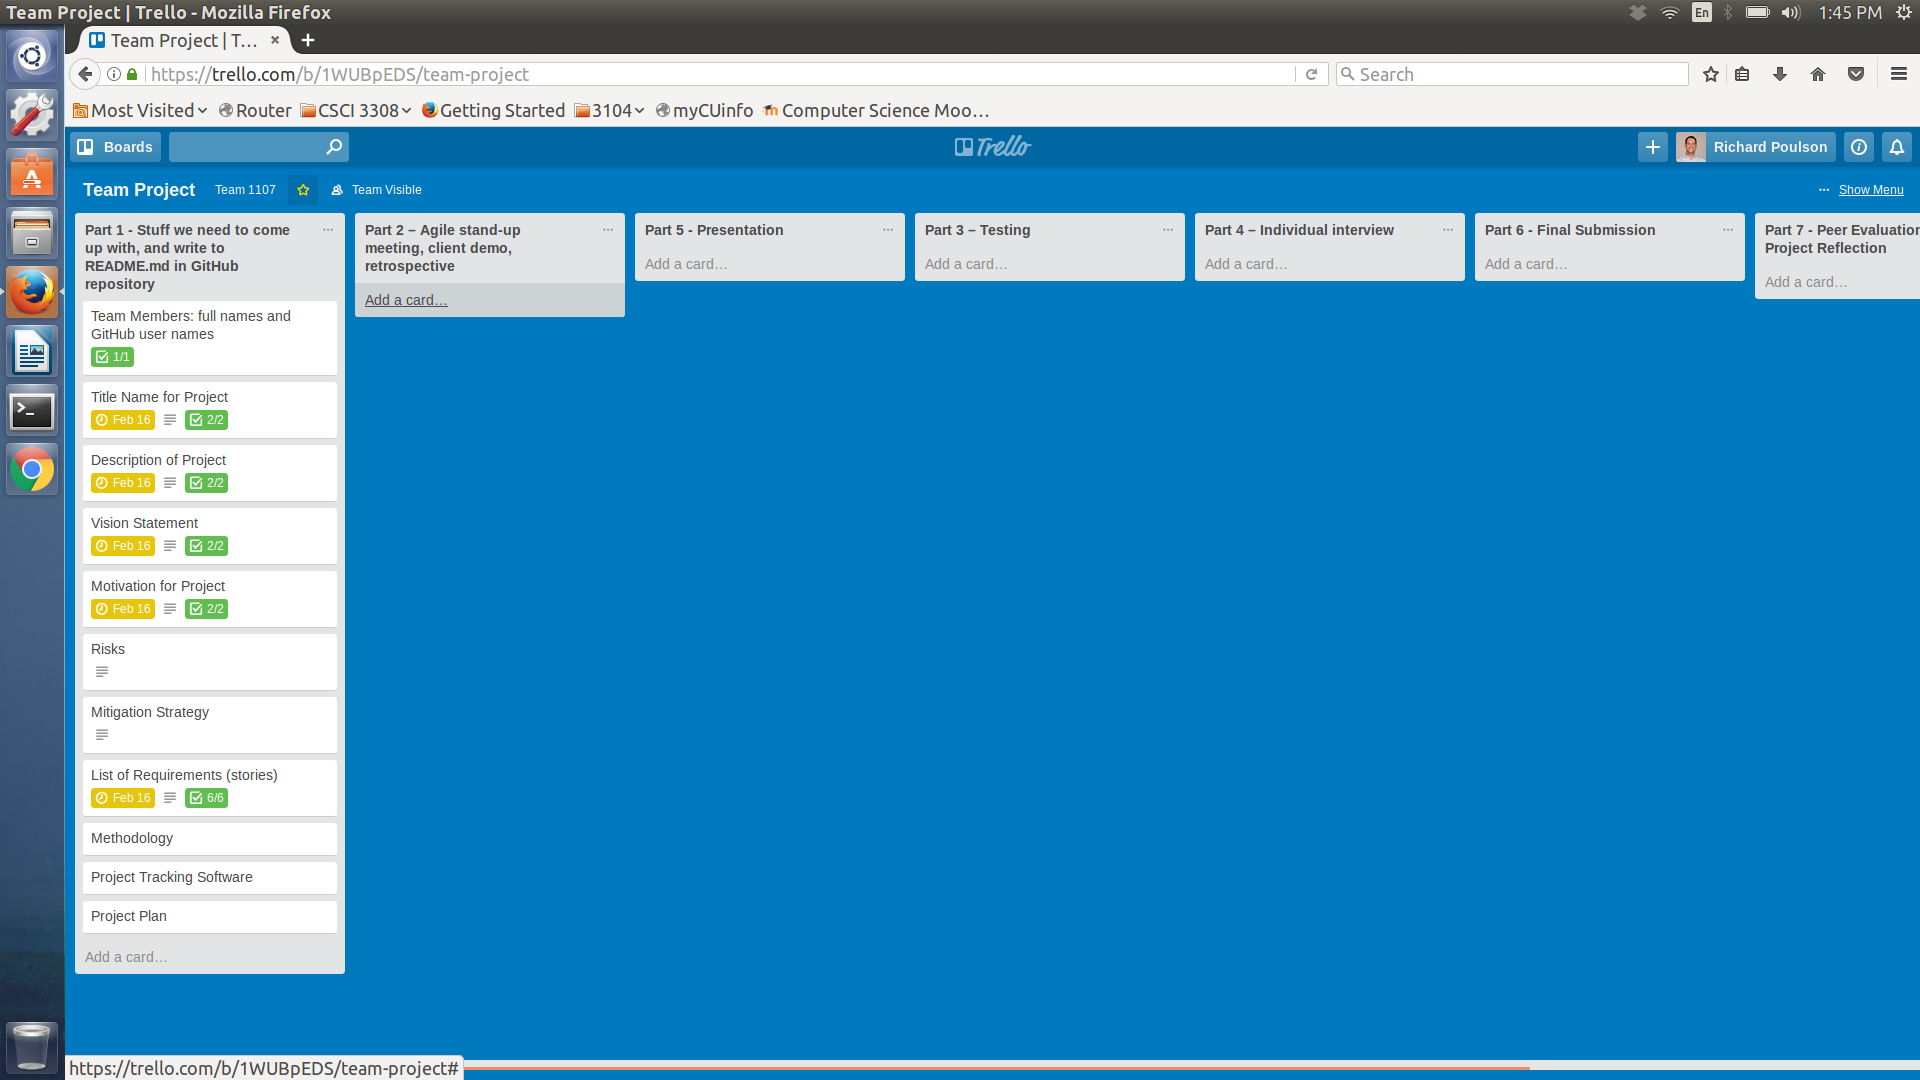 Team Project | Trello - Mozilla Firefox
En
1:45 PM
Team Project | T…
https://trello.com/b/1WUBpEDS/team-project
Search
Most Visited
Router
CSCI 3308
Getting Started
3104
myCUinfo
Computer Science Moo…
Boards
Trello
Richard Poulson
Team Project
Team 1107
Team Visible
Show Menu
Part 1 - Stuff we need to come
up with, and write to
README.md in GitHub
repository
Team Members: full names and
GitHub user names
1/1
Title Name for Project
Feb 16 2/2
Description of Project
Feb 16 2/2
Vision Statement
Feb 16 2/2
Motivation for Project
Feb 16 2/2
Risks
Mitigation Strategy
List of Requirements (stories)
Feb 16 6/6
Methodology
Project Tracking Software
Project Plan
Add a card…
Part 2 – Agile stand-up
meeting, client demo,
retrospective
Add a card…
Part 5 - Presentation
Add a card…
Part 3 – Testing
Add a card…
Part 4 – Individual interview
Add a card…
Part 6 - Final Submission
Add a card…
Part 7 - Peer Evaluation
Project Reflection
Add a card…
https://trello.com/b/1WUBpEDS/team-project#